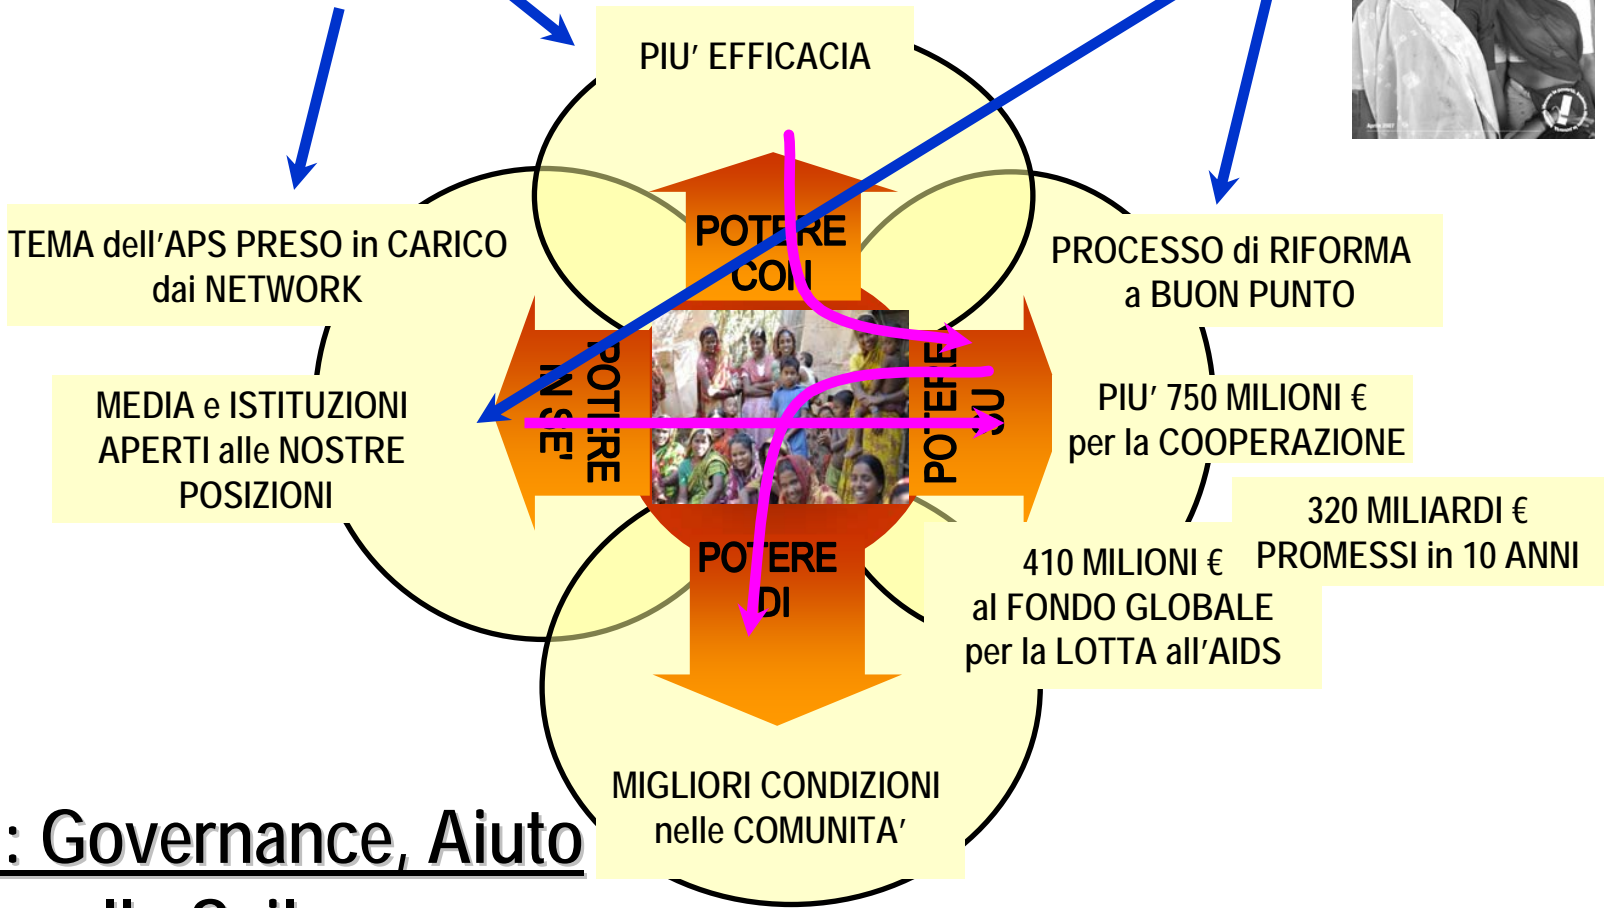 PIU' EFFICACIA
Aprile 2007
TEMA dell'APS PRESO in CARICO
dai NETWORK
POTERE
CON
PROCESSO di RIFORMA
a BUON PUNTO
MEDIA e ISTITUZIONI
APERTI alle NOSTRE
POSIZIONI
POTERE
IN SE'
POTERE
SU
PIU' 750 MILIONI €
per la COOPERAZIONE
320 MILIARDI €
PROMESSI in 10 ANNI
410 MILIONI €
al FONDO GLOBALE
per la LOTTA all'AIDS
POTERE
DI
MIGLIORI CONDIZIONI
nelle COMUNITA'
: Governance, Aiuto